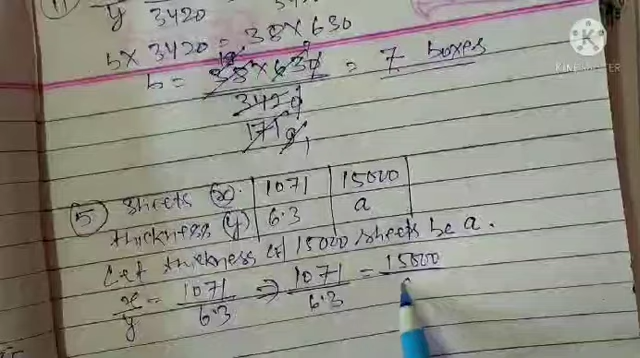 y 3420
b × 3420 = 38 × 630
b = 38 × 630 = 7 boxes
3420
171
KINEMASTER
5 sheets (x) 1071 15000
thickness (y) 6.3 a
Let thickness of 15000 sheets be a.
x = 1071 ⇒ 1071 = 15000
y 6.3 6.3